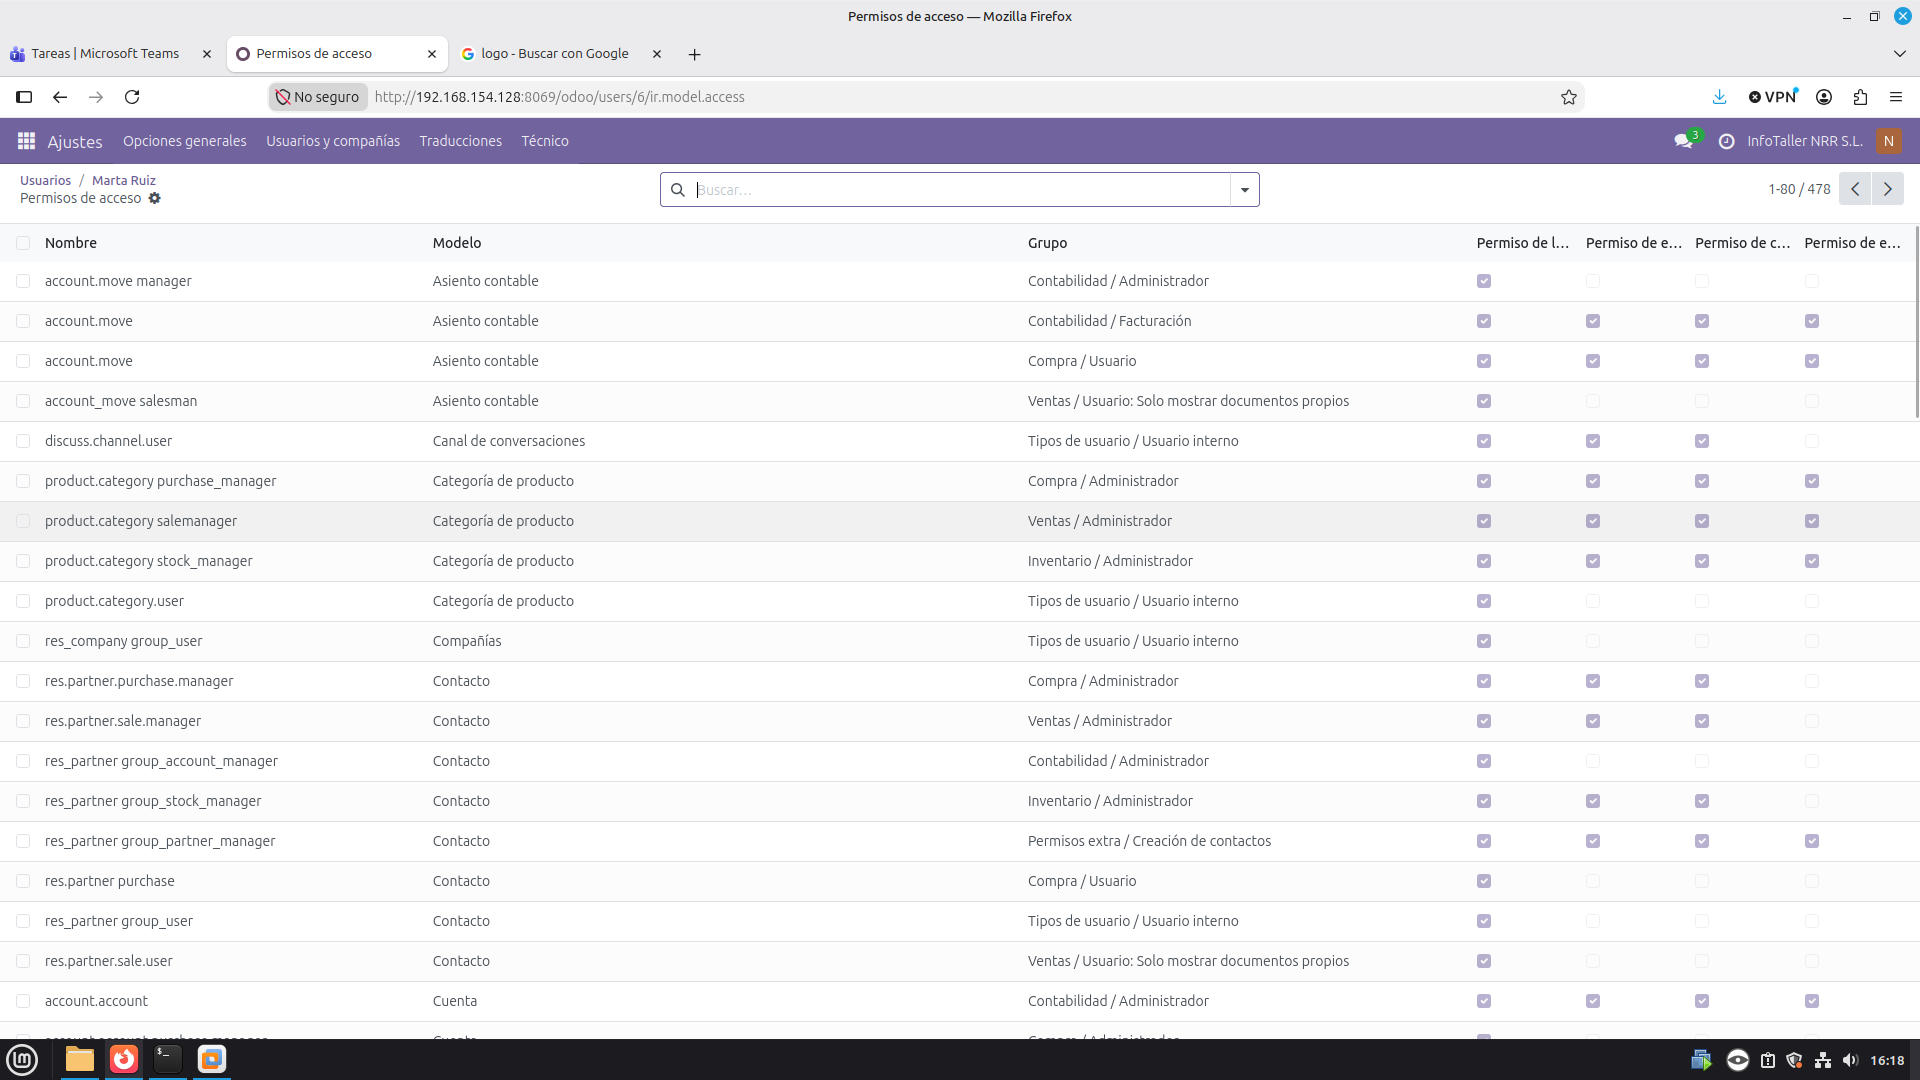 Permisos de acceso — Mozilla Firefox
Tareas | Microsoft Teams
Permisos de acceso
logo - Buscar con Google
No seguro
http://192.168.154.128:8069/odoo/users/6/ir.model.access
VPN
Ajustes
Opciones generales
Usuarios y compañías
Traducciones
Técnico
3
InfoTaller NRR S.L.
N
Usuarios / Marta Ruiz
Permisos de acceso
Buscar...
1-80 / 478
Nombre Modelo Grupo Permiso de l... Permiso de e... Permiso de c... Permiso de e...
account.move manager Asiento contable Contabilidad / Administrador
account.move Asiento contable Contabilidad / Facturación
account.move Asiento contable Compra / Usuario
account_move salesman Asiento contable Ventas / Usuario: Solo mostrar documentos propios
discuss.channel.user Canal de conversaciones Tipos de usuario / Usuario interno
product.category purchase_manager Categoría de producto Compra / Administrador
product.category salemanager Categoría de producto Ventas / Administrador
product.category stock_manager Categoría de producto Inventario / Administrador
product.category.user Categoría de producto Tipos de usuario / Usuario interno
res_company group_user Compañías Tipos de usuario / Usuario interno
res.partner.purchase.manager Contacto Compra / Administrador
res.partner.sale.manager Contacto Ventas / Administrador
res_partner group_account_manager Contacto Contabilidad / Administrador
res_partner group_stock_manager Contacto Inventario / Administrador
res_partner group_partner_manager Contacto Permisos extra / Creación de contactos
res.partner purchase Contacto Compra / Usuario
res_partner group_user Contacto Tipos de usuario / Usuario interno
res.partner.sale.user Contacto Ventas / Usuario: Solo mostrar documentos propios
account.account Cuenta Contabilidad / Administrador
16:18